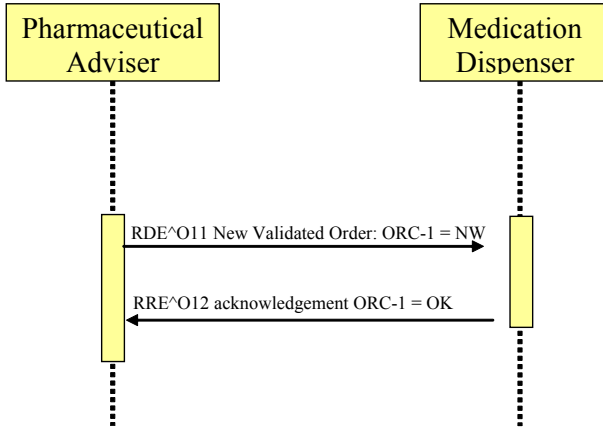 Pharmaceutical
Adviser
Medication
Dispenser
RDE^O11 New Validated Order: ORC-1 = NW
RRE^O12 acknowledgement ORC-1 = OK